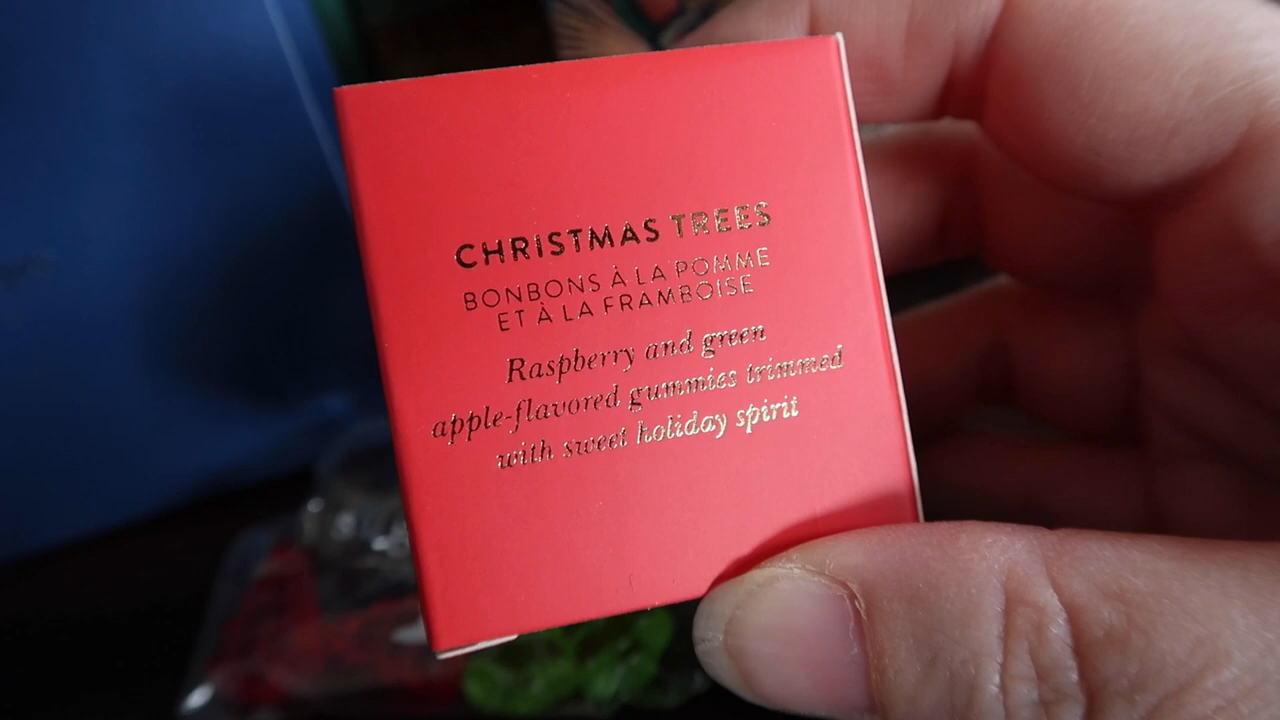 CHRISTMAS TREES
BONBONS À LA POMME
ET À LA FRAMBOISE
Raspberry and green
apple-flavored gummies trimmed
with sweet holiday spirit